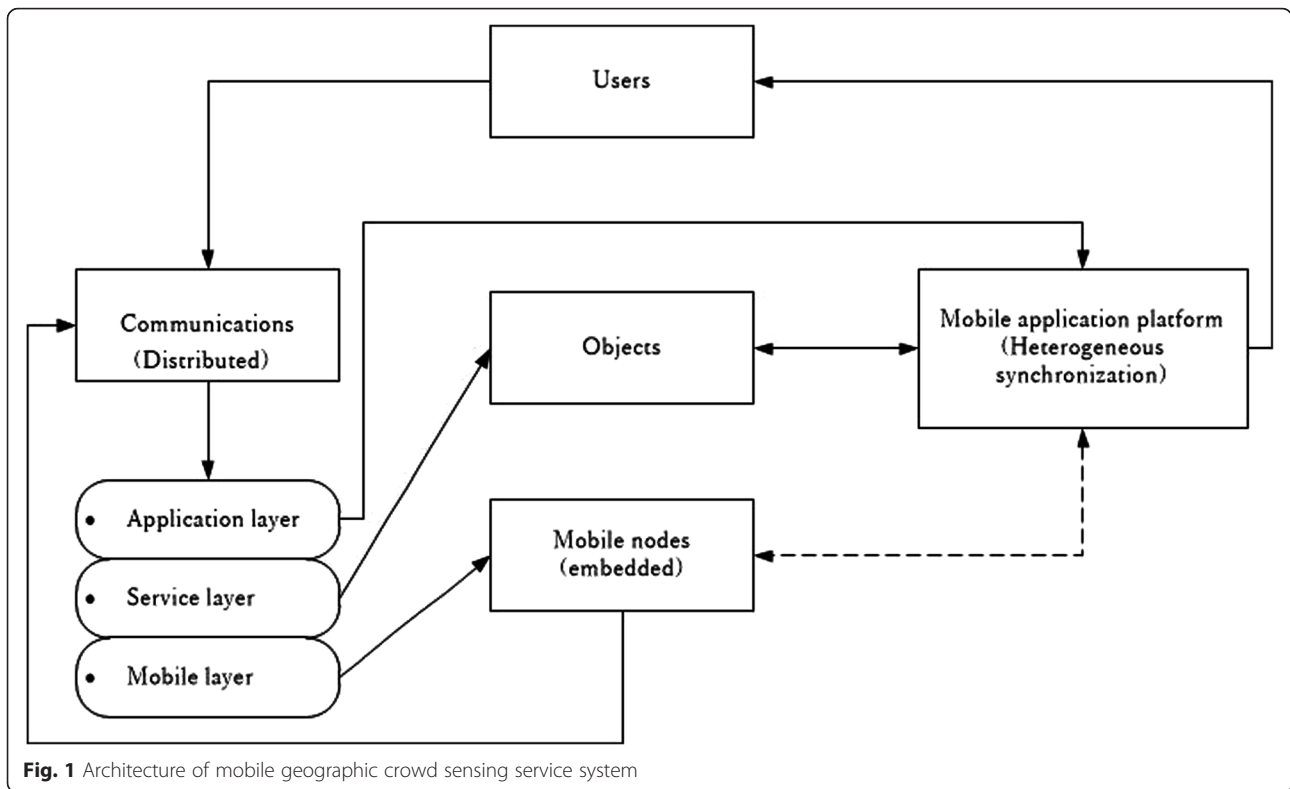 Users
Communications
(Distributed)
Objects
Mobile application platform
(Heterogeneous
synchronization)
• Application layer
• Service layer
• Mobile layer
Mobile nodes
(embedded)
Fig. 1 Architecture of mobile geographic crowd sensing service system